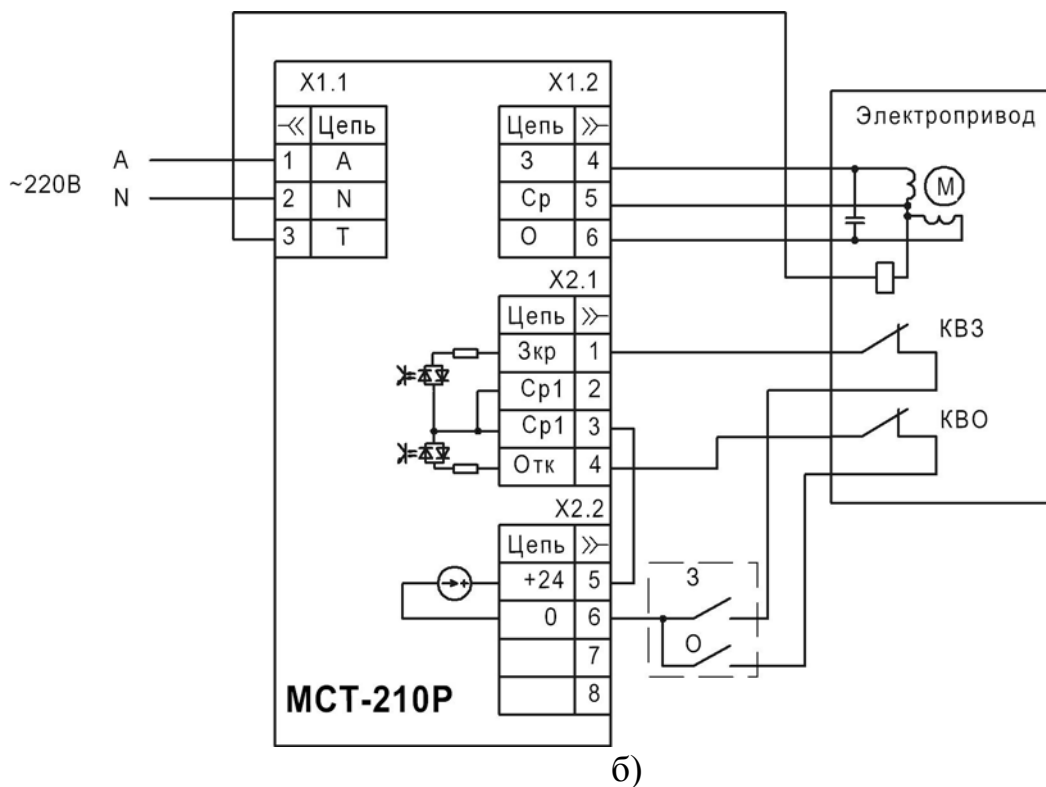 X1.1
Цепь
1 A
2 N
3 T
~220В
A
N
X1.2
Цепь
З 4
Ср 5
О 6
Электропривод
М
X2.1
Цепь
Зкр 1
Ср1 2
Ср1 3
Отк 4
КВЗ
КВО
X2.2
Цепь
+24 5
0 6
7
8
З
О
МСТ-210Р
б)